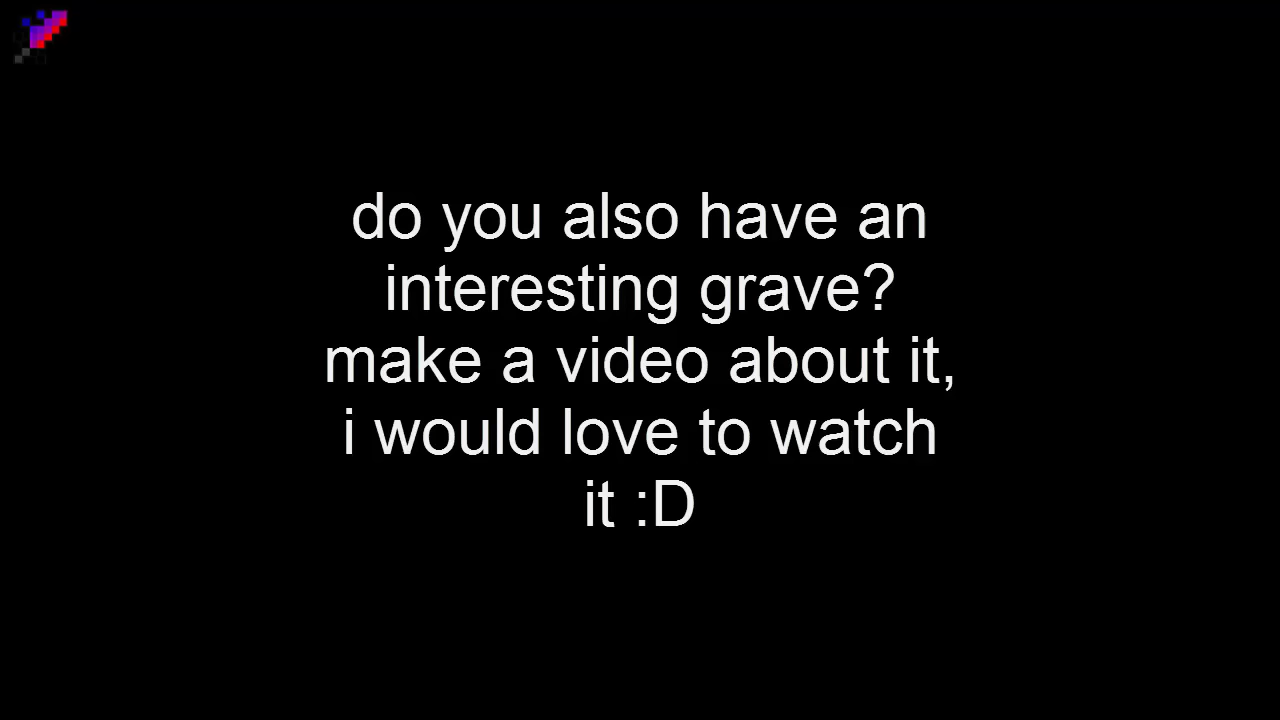 do you also have an
interesting grave?
make a video about it,
i would love to watch
it :D